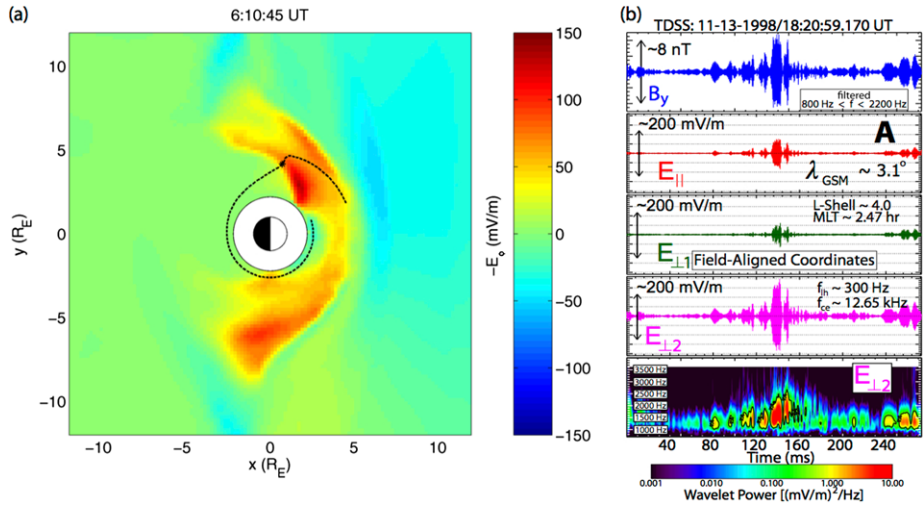 (a)
6:10:45 UT
10
5
0
−5
−10
y (R_E)
−10
−5
0
5
10
x (R_E)
150
100
50
0
−50
−100
−150
−E_φ (mV/m)
(b)
TDSS: 11-13-1998/18:20:59.170 UT
~8 nT
B_y
filtered
800 Hz < f < 2200 Hz
~200 mV/m
A
E_||
λ_GSM ~ 3.1°
~200 mV/m
L-Shell ~ 4.0
MLT ~ 2.47 hr
E_⊥1
Field-Aligned Coordinates
~200 mV/m
f_lh ~ 300 Hz
f_ce ~ 12.65 kHz
E_⊥2
3500 Hz
3000 Hz
2500 Hz
2000 Hz
1500 Hz
1000 Hz
E_⊥2
40
80
120
160
200
240
Time (ms)
0.001
0.010
0.100
1.00
10.00
Wavelet Power [(mV/m)²/Hz]